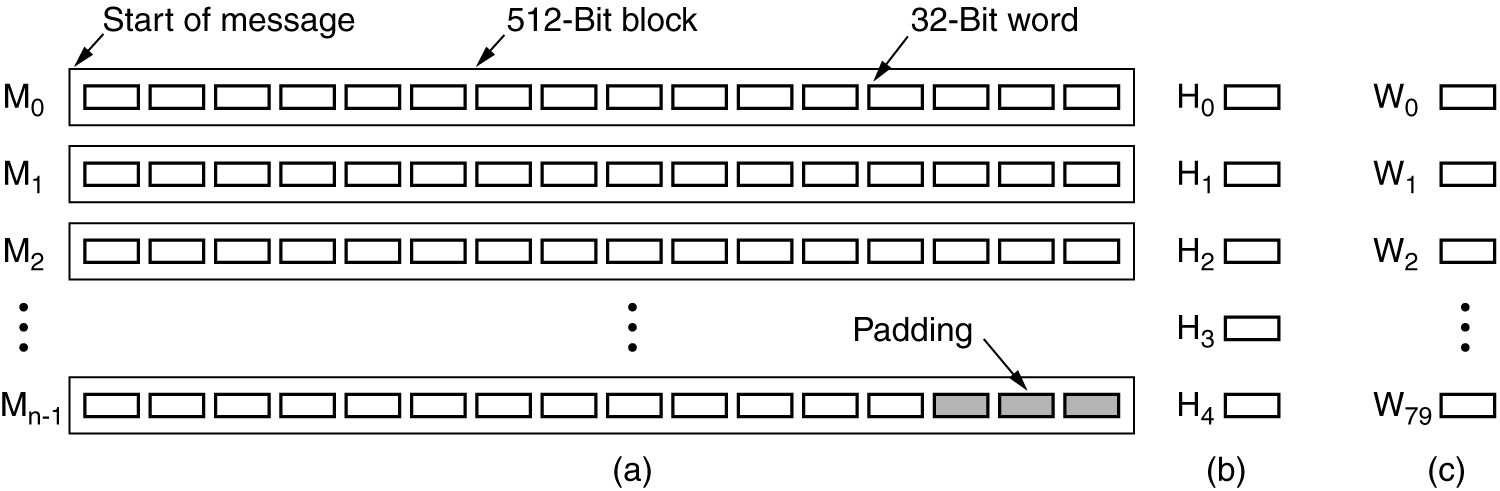 Start of message 512-Bit block 32-Bit word
M0 H0 W0
M1 H1 W1
M2 H2 W2
Padding H3
Mn-1 H4 W79
(a) (b) (c)